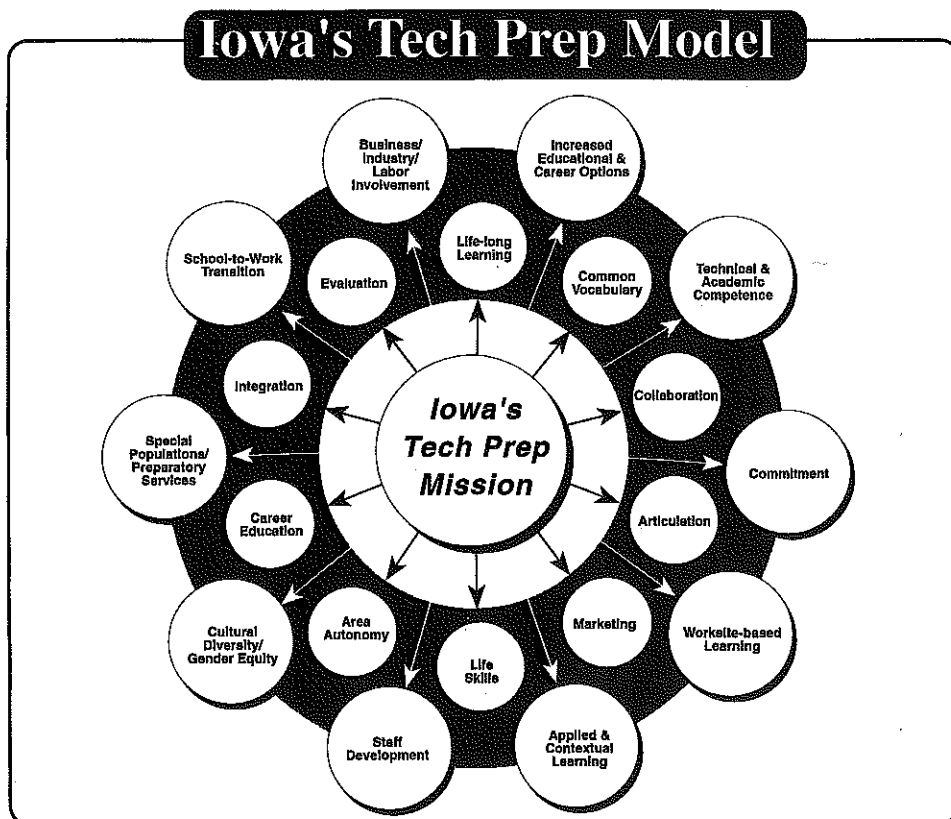 Iowa's Tech Prep Model
Business/
Industry/
Labor
Involvement
Increased
Educational &
Career Options
School-to-Work
Transition
Evaluation
Life-long
Learning
Common
Vocabulary
Technical &
Academic
Competence
Integration
Collaboration
Iowa's
Tech Prep
Mission
Special
Populations/
Preparatory
Services
Commitment
Career
Education
Articulation
Cultural
Diversity/
Gender Equity
Area
Autonomy
Life
Skills
Marketing
Worksite-based
Learning
Staff
Development
Applied &
Contextual
Learning